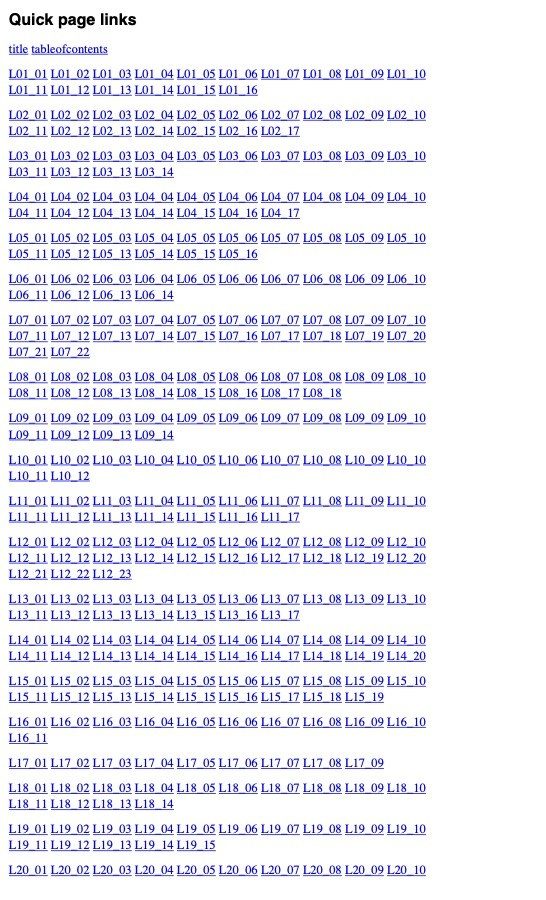 Quick page links
title tableofcontents
L01_01 L01_02 L01_03 L01_04 L01_05 L01_06 L01_07 L01_08 L01_09 L01_10
L01_11 L01_12 L01_13 L01_14 L01_15 L01_16
L02_01 L02_02 L02_03 L02_04 L02_05 L02_06 L02_07 L02_08 L02_09 L02_10
L02_11 L02_12 L02_13 L02_14 L02_15 L02_16 L02_17
L03_01 L03_02 L03_03 L03_04 L03_05 L03_06 L03_07 L03_08 L03_09 L03_10
L03_11 L03_12 L03_13 L03_14
L04_01 L04_02 L04_03 L04_04 L04_05 L04_06 L04_07 L04_08 L04_09 L04_10
L04_11 L04_12 L04_13 L04_14 L04_15 L04_16 L04_17
L05_01 L05_02 L05_03 L05_04 L05_05 L05_06 L05_07 L05_08 L05_09 L05_10
L05_11 L05_12 L05_13 L05_14 L05_15 L05_16
L06_01 L06_02 L06_03 L06_04 L06_05 L06_06 L06_07 L06_08 L06_09 L06_10
L06_11 L06_12 L06_13 L06_14
L07_01 L07_02 L07_03 L07_04 L07_05 L07_06 L07_07 L07_08 L07_09 L07_10
L07_11 L07_12 L07_13 L07_14 L07_15 L07_16 L07_17 L07_18 L07_19 L07_20
L07_21 L07_22
L08_01 L08_02 L08_03 L08_04 L08_05 L08_06 L08_07 L08_08 L08_09 L08_10
L08_11 L08_12 L08_13 L08_14 L08_15 L08_16 L08_17 L08_18
L09_01 L09_02 L09_03 L09_04 L09_05 L09_06 L09_07 L09_08 L09_09 L09_10
L09_11 L09_12 L09_13 L09_14
L10_01 L10_02 L10_03 L10_04 L10_05 L10_06 L10_07 L10_08 L10_09 L10_10
L10_11 L10_12
L11_01 L11_02 L11_03 L11_04 L11_05 L11_06 L11_07 L11_08 L11_09 L11_10
L11_11 L11_12 L11_13 L11_14 L11_15 L11_16 L11_17
L12_01 L12_02 L12_03 L12_04 L12_05 L12_06 L12_07 L12_08 L12_09 L12_10
L12_11 L12_12 L12_13 L12_14 L12_15 L12_16 L12_17 L12_18 L12_19 L12_20
L12_21 L12_22 L12_23
L13_01 L13_02 L13_03 L13_04 L13_05 L13_06 L13_07 L13_08 L13_09 L13_10
L13_11 L13_12 L13_13 L13_14 L13_15 L13_16 L13_17
L14_01 L14_02 L14_03 L14_04 L14_05 L14_06 L14_07 L14_08 L14_09 L14_10
L14_11 L14_12 L14_13 L14_14 L14_15 L14_16 L14_17 L14_18 L14_19 L14_20
L15_01 L15_02 L15_03 L15_04 L15_05 L15_06 L15_07 L15_08 L15_09 L15_10
L15_11 L15_12 L15_13 L15_14 L15_15 L15_16 L15_17 L15_18 L15_19
L16_01 L16_02 L16_03 L16_04 L16_05 L16_06 L16_07 L16_08 L16_09 L16_10
L16_11
L17_01 L17_02 L17_03 L17_04 L17_05 L17_06 L17_07 L17_08 L17_09
L18_01 L18_02 L18_03 L18_04 L18_05 L18_06 L18_07 L18_08 L18_09 L18_10
L18_11 L18_12 L18_13 L18_14
L19_01 L19_02 L19_03 L19_04 L19_05 L19_06 L19_07 L19_08 L19_09 L19_10
L19_11 L19_12 L19_13 L19_14 L19_15
L20_01 L20_02 L20_03 L20_04 L20_05 L20_06 L20_07 L20_08 L20_09 L20_10